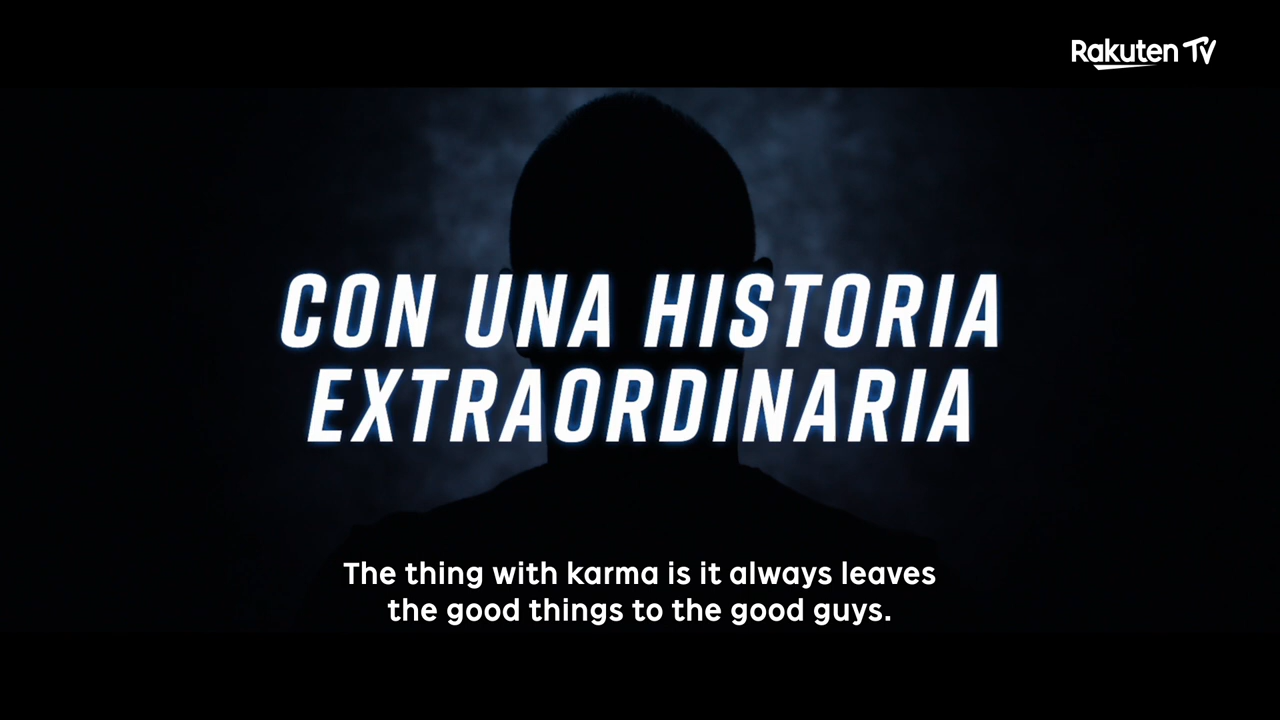 Rakuten TV
CON UNA HISTORIA
EXTRAORDINARIA
The thing with karma is it always leaves
the good things to the good guys.